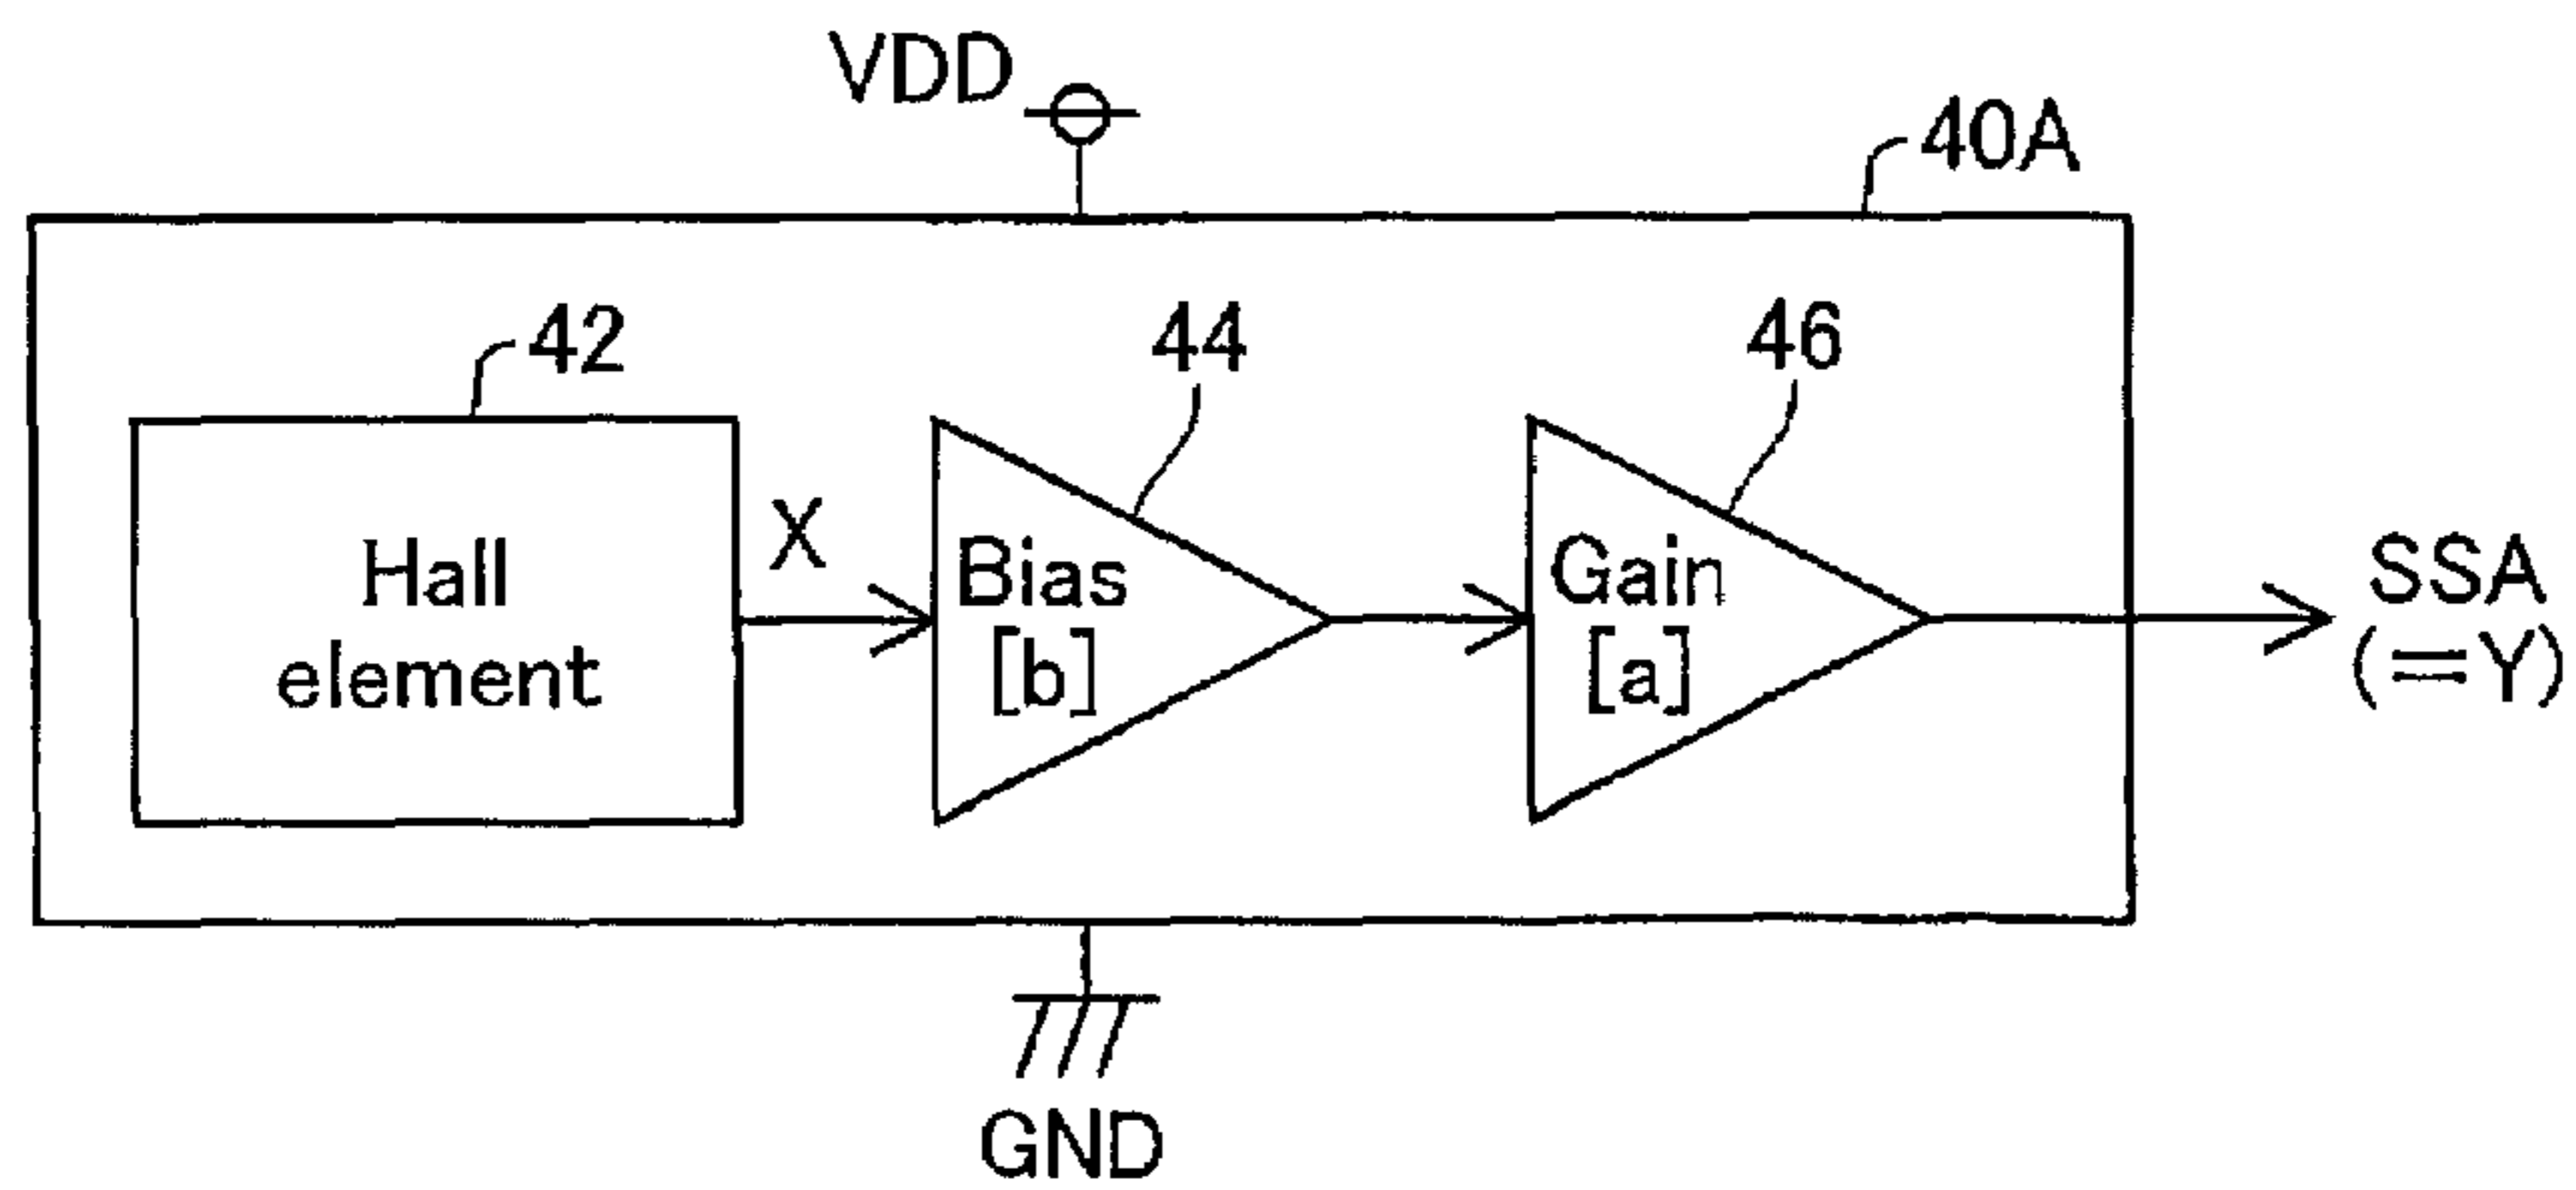 VDD
40A
42
44
46
Hall
element
X
Bias
[b]
Gain
[a]
SSA
(=Y)
GND